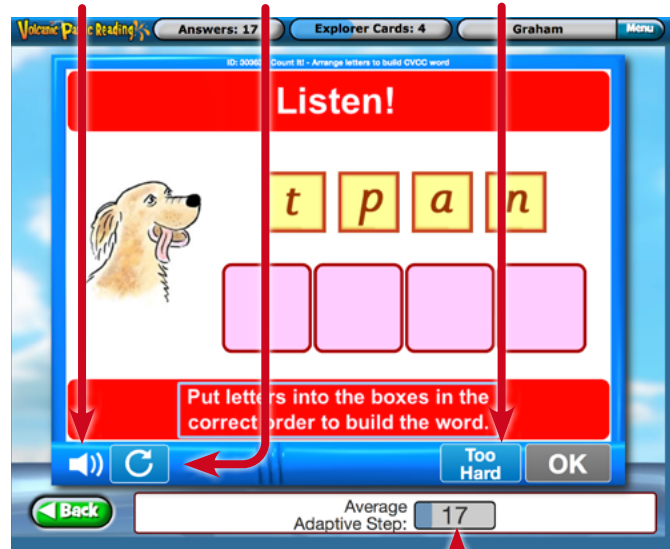 Volcanic Panic Reading! Answers: 17 Explorer Cards: 4 Graham Menu
Count It! - Arrange letters to build CVCC word
Listen!
t p a n
Put letters into the boxes in the
correct order to build the word.
Too
Hard
OK
Back
Average
Adaptive Step: 17